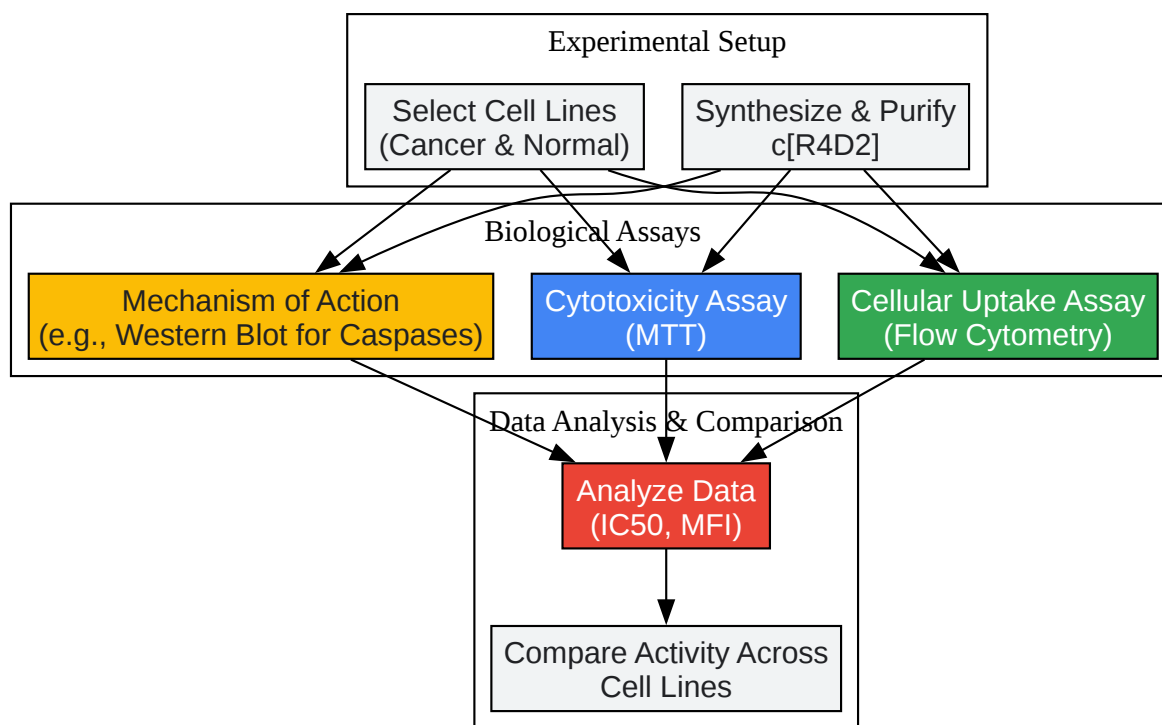 Experimental Setup
Select Cell Lines
(Cancer & Normal)
Synthesize & Purify
c[R4D2]
Biological Assays
Mechanism of Action
(e.g., Western Blot for Caspases)
Cytotoxicity Assay
(MTT)
Cellular Uptake Assay
(Flow Cytometry)
Data Analysis & Comparison
Analyze Data
(IC50, MFI)
Compare Activity Across
Cell Lines